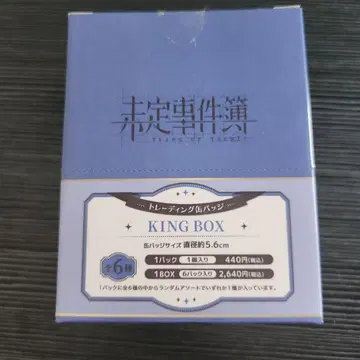 未定事件簿
TEARS OF THEMIS
トレーディング缶バッジ
KING BOX
缶バッジサイズ 直径約5.6cm
全6種
1パック 1個入り 440円(税込)
1BOX 6パック入り 2,640円(税込)
1パックに全6種の中からランダムアソートでいずれか1種が入っています。